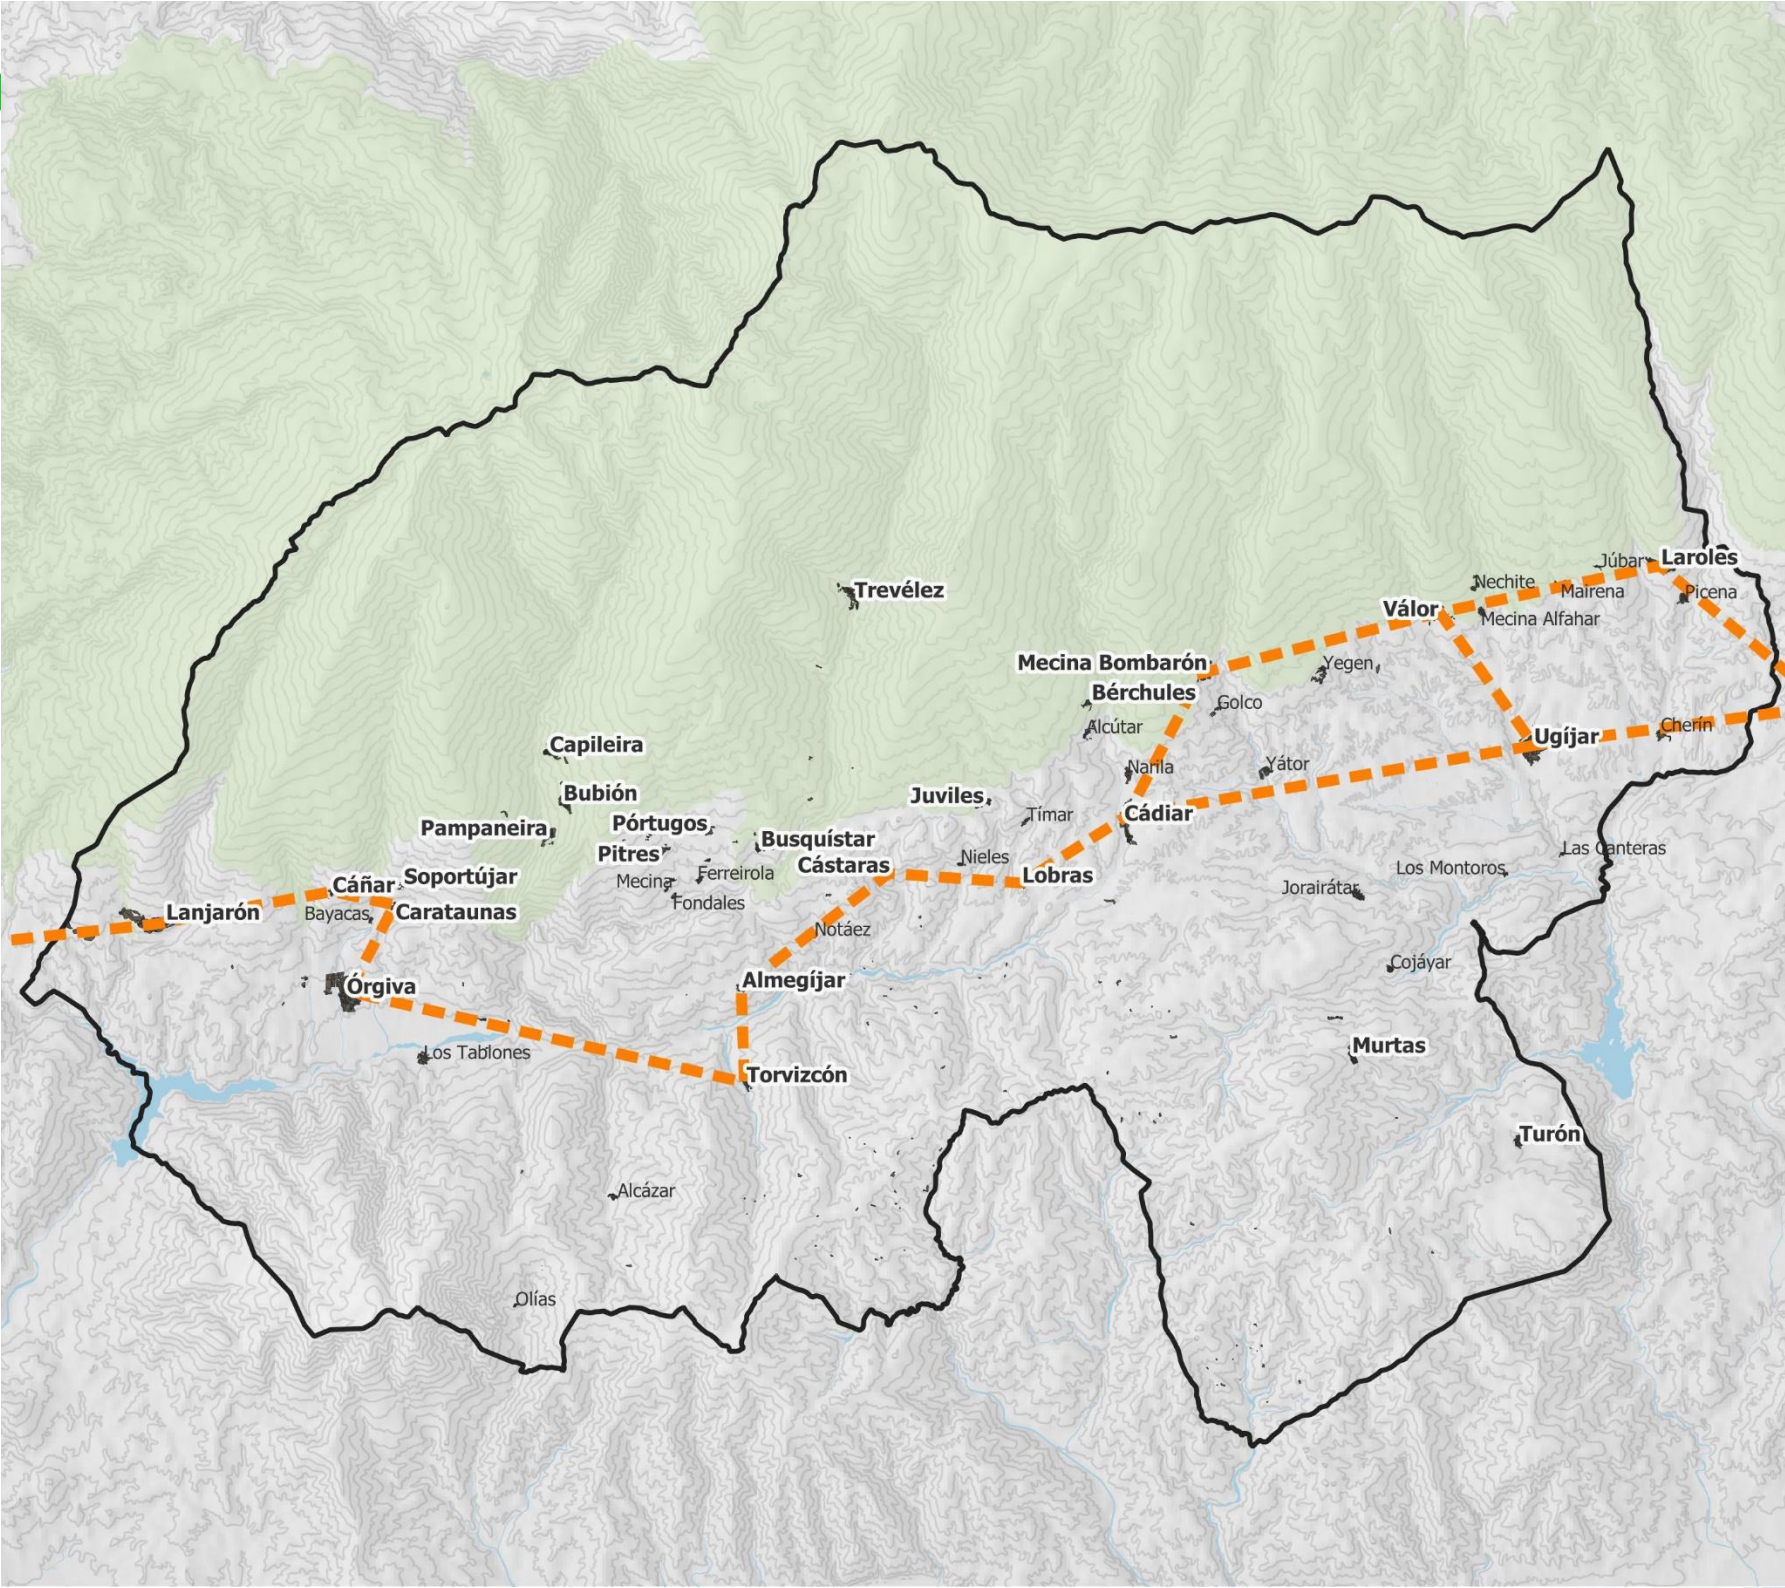 Trevélez
Júbar
Laroles
Nechite
Mairena
Picena
Válor
Mecina Alfahar
Mecina Bombarón
Yegen
Bérchules
Golco
Alcútar
Cherín
Ugíjar
Capileira
Narila
Yátor
Bubión
Juviles
Tímar
Cádiar
Pampaneira
Pórtugos
Busquístar
Pitres
Cástaras
Nieles
Las Canteras
Los Montoros
Mecina
Ferreirola
Lobras
Jorairátar
Cáñar
Soportújar
Fondales
Lanjarón
Bayacas
Carataunas
Notáez
Cojáyar
Órgiva
Almegíjar
Los Tablones
Murtas
Torvizcón
Turón
Alcázar
Olías